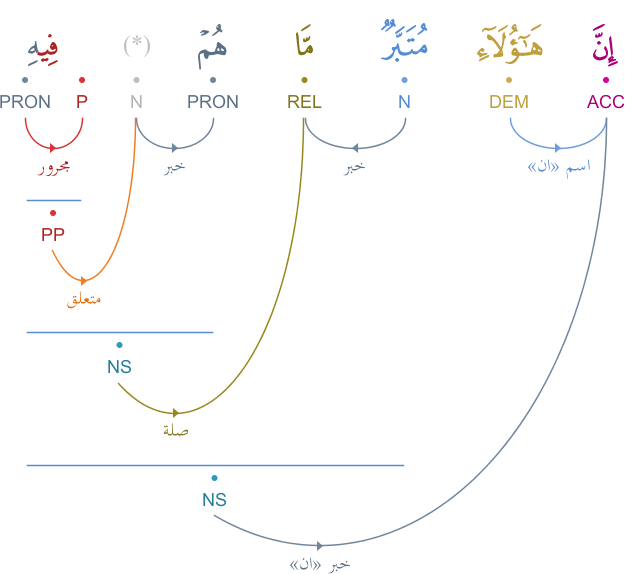 إِنَّ هَـٰٓؤُلَآءِ مُتَبَّرٌۭ مَّا هُمْ (*) فِيهِ
ACC DEM N REL PRON N P PRON
اسم «ان» خبر خبر مجرور
PP
متعلق
NS
صلة
NS
خبر «ان»